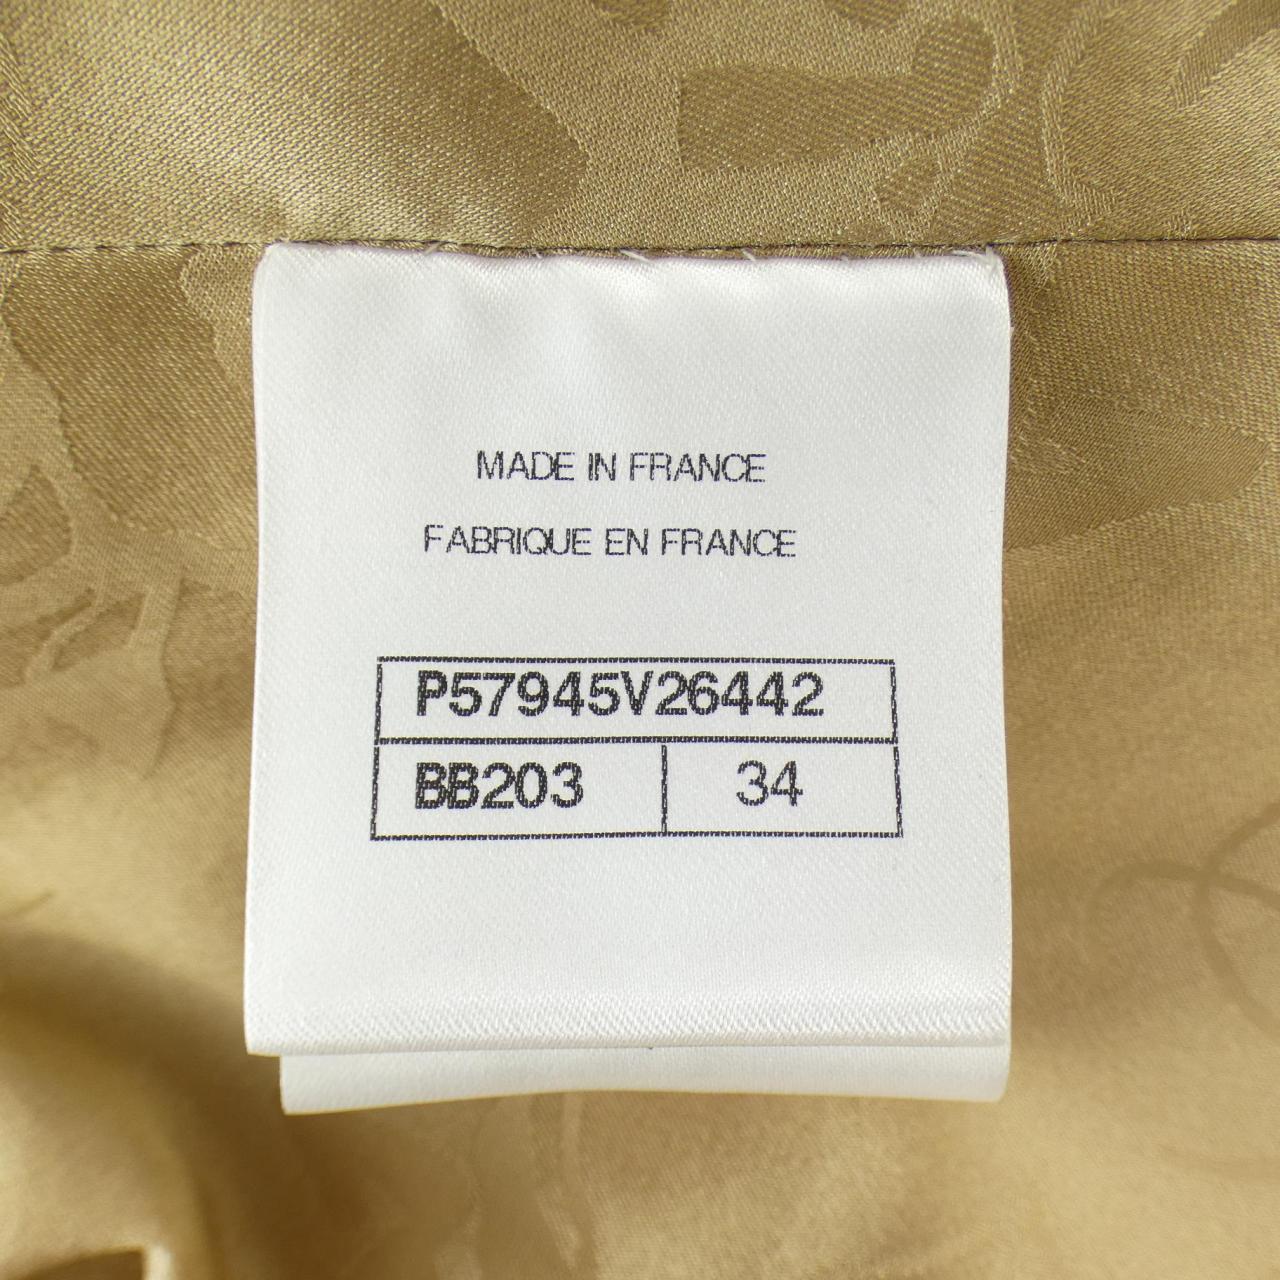 MADE IN FRANCE
FABRIQUE EN FRANCE
P57945V26442
BB203 34